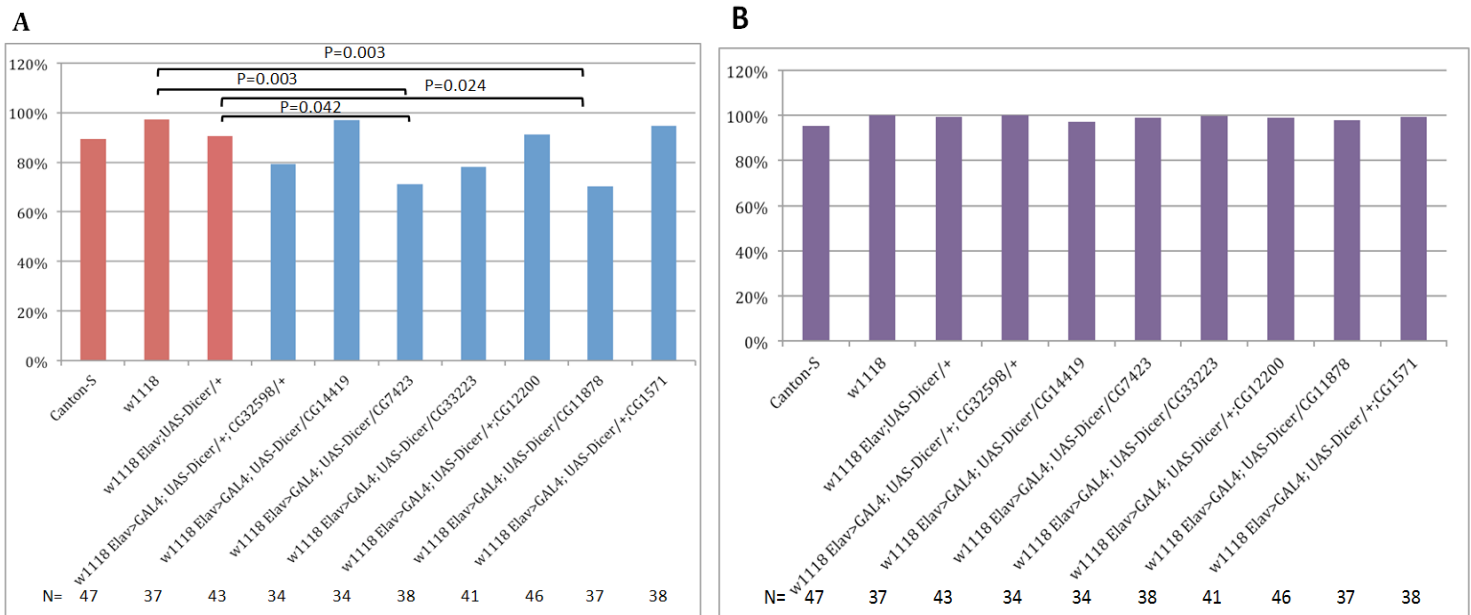 A
P=0.003
P=0.003
P=0.024
P=0.042
120%
100%
80%
60%
40%
20%
0%
Canton-S
w1118
w1118 Elav;UAS-Dicer/+
w1118 Elav>GAL4; UAS-Dicer/+; CG32598/+
w1118 Elav>GAL4; UAS-Dicer/CG14419
w1118 Elav>GAL4; UAS-Dicer/CG7423
w1118 Elav>GAL4; UAS-Dicer/CG33223
w1118 Elav>GAL4; UAS-Dicer/+;CG12200
w1118 Elav>GAL4; UAS-Dicer/CG11878
w1118 Elav>GAL4; UAS-Dicer/+;CG1571
N= 47 37 43 34 34 38 41 46 37 38
B
120%
100%
80%
60%
40%
20%
0%
Canton-S
w1118
w1118 Elav;UAS-Dicer/+
w1118 Elav>GAL4; UAS-Dicer/+; CG32598/+
w1118 Elav>GAL4; UAS-Dicer/CG14419
w1118 Elav>GAL4; UAS-Dicer/CG7423
w1118 Elav>GAL4; UAS-Dicer/CG33223
w1118 Elav>GAL4; UAS-Dicer/+;CG12200
w1118 Elav>GAL4; UAS-Dicer/CG11878
w1118 Elav>GAL4; UAS-Dicer/+;CG1571
N= 47 37 43 34 34 38 41 46 37 38